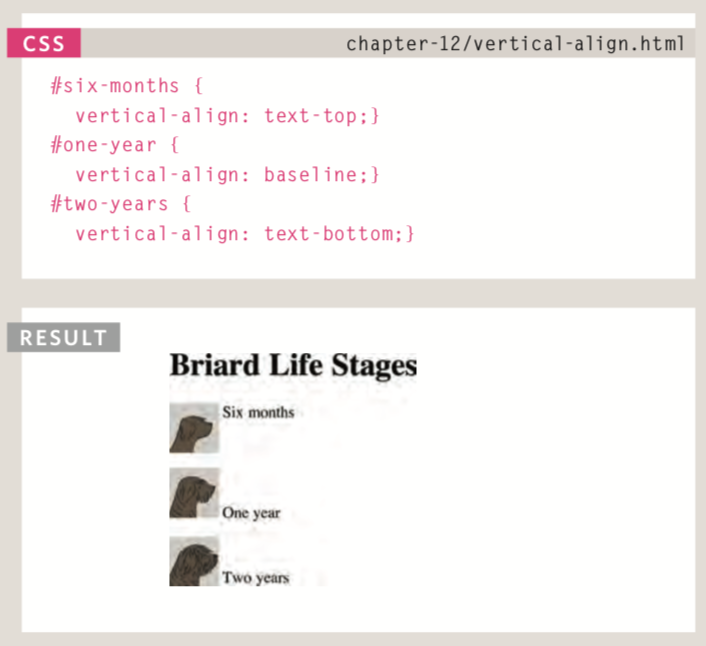 CSS
chapter-12/vertical-align.html
#six-months {
vertical-align: text-top;}
#one-year {
vertical-align: baseline;}
#two-years {
vertical-align: text-bottom;}
RESULT
Briard Life Stages
Six months
One year
Two years